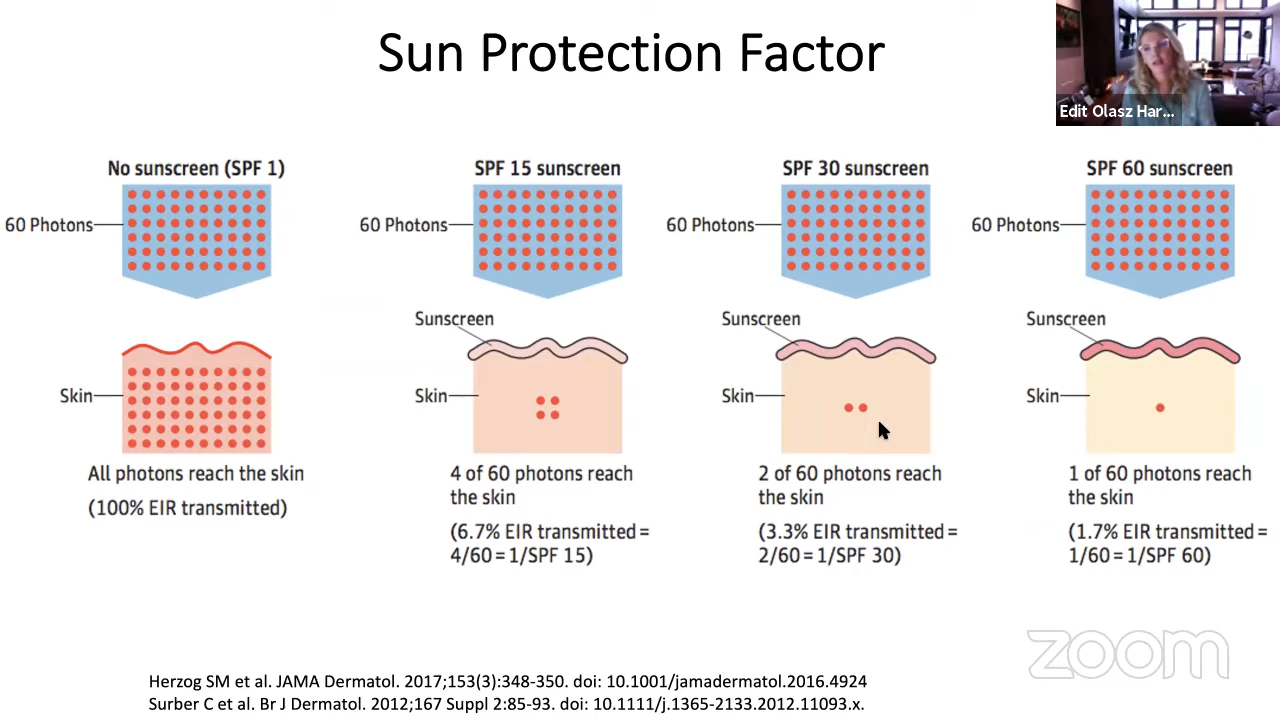 Sun Protection Factor
Edit Olasz Har...
No sunscreen (SPF 1)
60 Photons
Skin
All photons reach the skin
(100% EIR transmitted)
SPF 15 sunscreen
60 Photons
Sunscreen
Skin
4 of 60 photons reach
the skin
(6.7% EIR transmitted =
4/60 = 1/SPF 15)
SPF 30 sunscreen
60 Photons
Sunscreen
Skin
2 of 60 photons reach
the skin
(3.3% EIR transmitted =
2/60 = 1/SPF 30)
SPF 60 sunscreen
60 Photons
Sunscreen
Skin
1 of 60 photons reach
the skin
(1.7% EIR transmitted =
1/60 = 1/SPF 60)
zoom
Herzog SM et al. JAMA Dermatol. 2017;153(3):348-350. doi: 10.1001/jamadermatol.2016.4924
Surber C et al. Br J Dermatol. 2012;167 Suppl 2:85-93. doi: 10.1111/j.1365-2133.2012.11093.x.